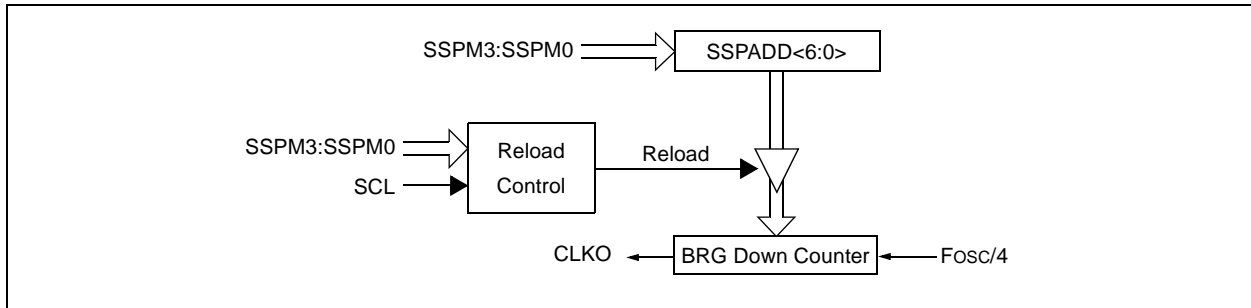 SSPM3:SSPM0
SSPADD<6:0>
SSPM3:SSPM0
SCL
Reload
Control
Reload
CLKO
BRG Down Counter
FOSC/4